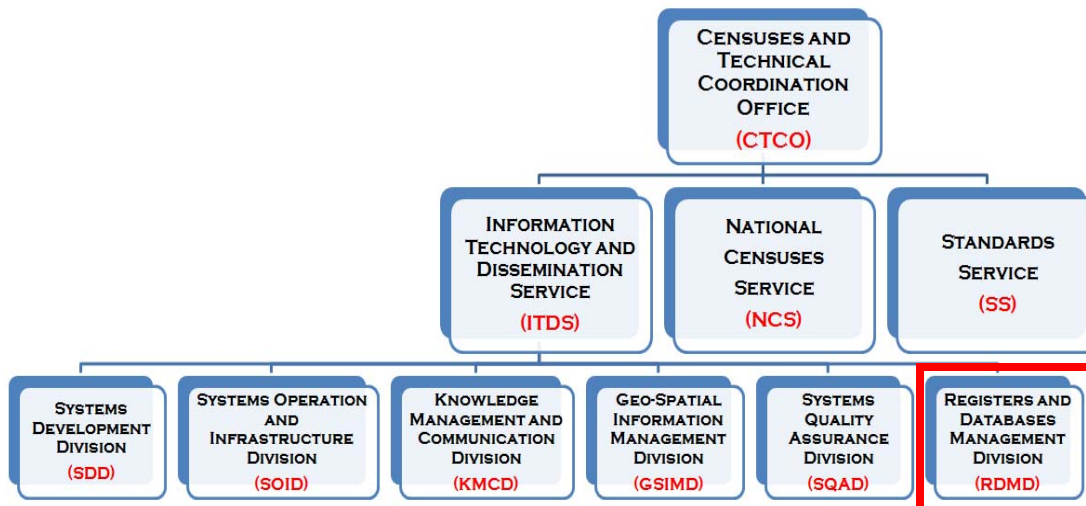 CENSUSES AND
TECHNICAL
COORDINATION
OFFICE
(CTCO)
INFORMATION
TECHNOLOGY AND
DISSEMINATION
SERVICE
(ITDS)
NATIONAL
CENSUSES
SERVICE
(NCS)
STANDARDS
SERVICE
(SS)
SYSTEMS
DEVELOPMENT
DIVISION
(SDD)
SYSTEMS OPERATION
AND
INFRASTRUCTURE
DIVISION
(SOID)
KNOWLEDGE
MANAGEMENT AND
COMMUNICATION
DIVISION
(KMCD)
GEO-SPATIAL
INFORMATION
MANAGEMENT
DIVISION
(GSIMD)
SYSTEMS
QUALITY
ASSURANCE
DIVISION
(SQAD)
REGISTERS AND
DATABASES
MANAGEMENT
DIVISION
(RDMD)